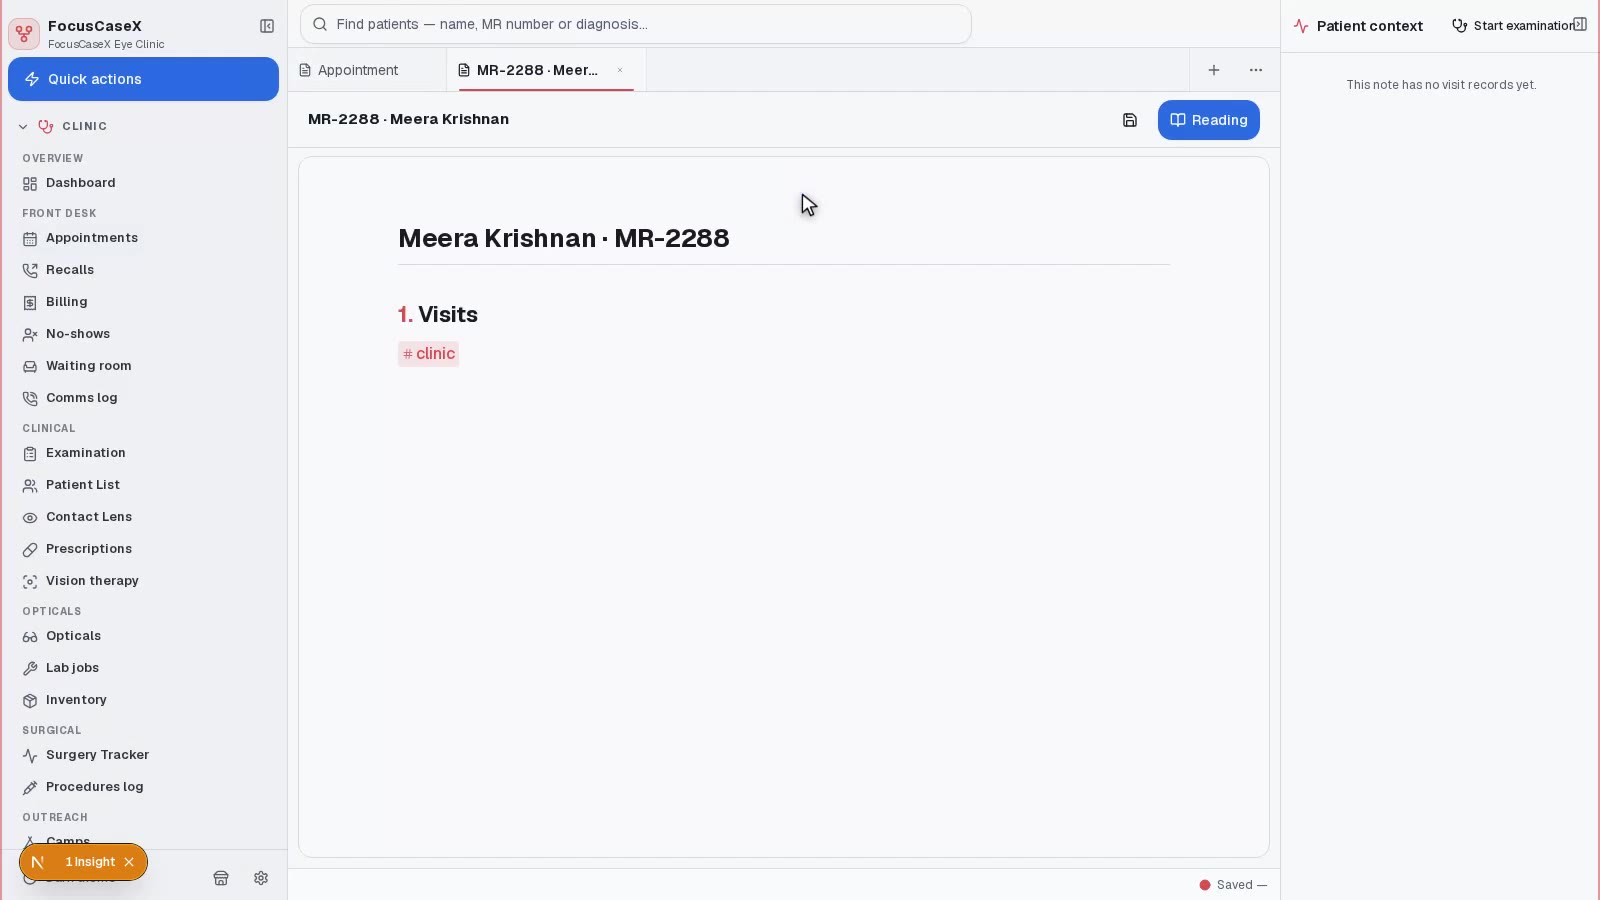 FocusCaseX
FocusCaseX Eye Clinic
Quick actions
CLINIC
OVERVIEW
Dashboard
FRONT DESK
Appointments
Recalls
Billing
No-shows
Waiting room
Comms log
CLINICAL
Examination
Patient List
Contact Lens
Prescriptions
Vision therapy
OPTICALS
Opticals
Lab jobs
Inventory
SURGICAL
Surgery Tracker
Procedures log
OUTREACH
Camps
1 Insight
Find patients — name, MR number or diagnosis...
Appointment
MR-2288 · Meer...
MR-2288 · Meera Krishnan
Reading
Meera Krishnan · MR-2288
1. Visits
# clinic
Saved —
Patient context
Start examination
This note has no visit records yet.